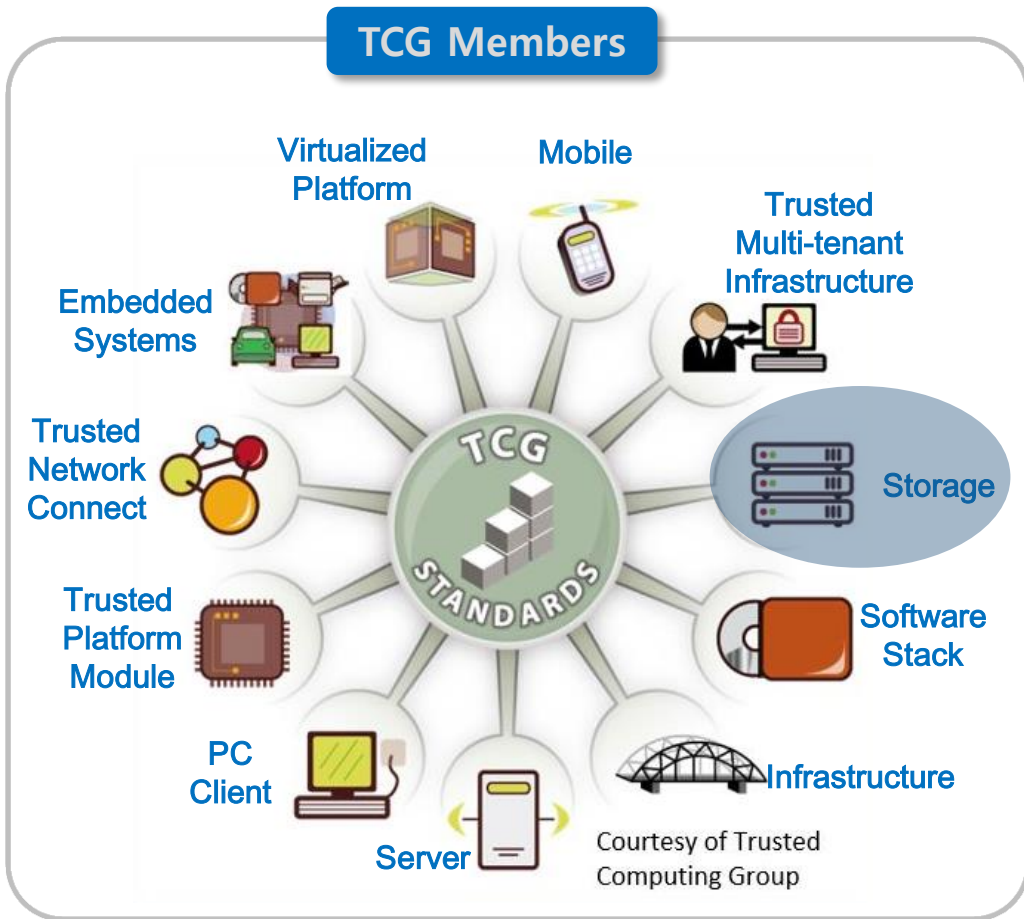 TCG Members
Virtualized
Platform
Mobile
Trusted
Multi-tenant
Infrastructure
Embedded
Systems
Trusted
Network
Connect
TCG
STANDARDS
Storage
Trusted
Platform
Module
Software
Stack
PC
Client
Infrastructure
Server
Courtesy of Trusted
Computing Group